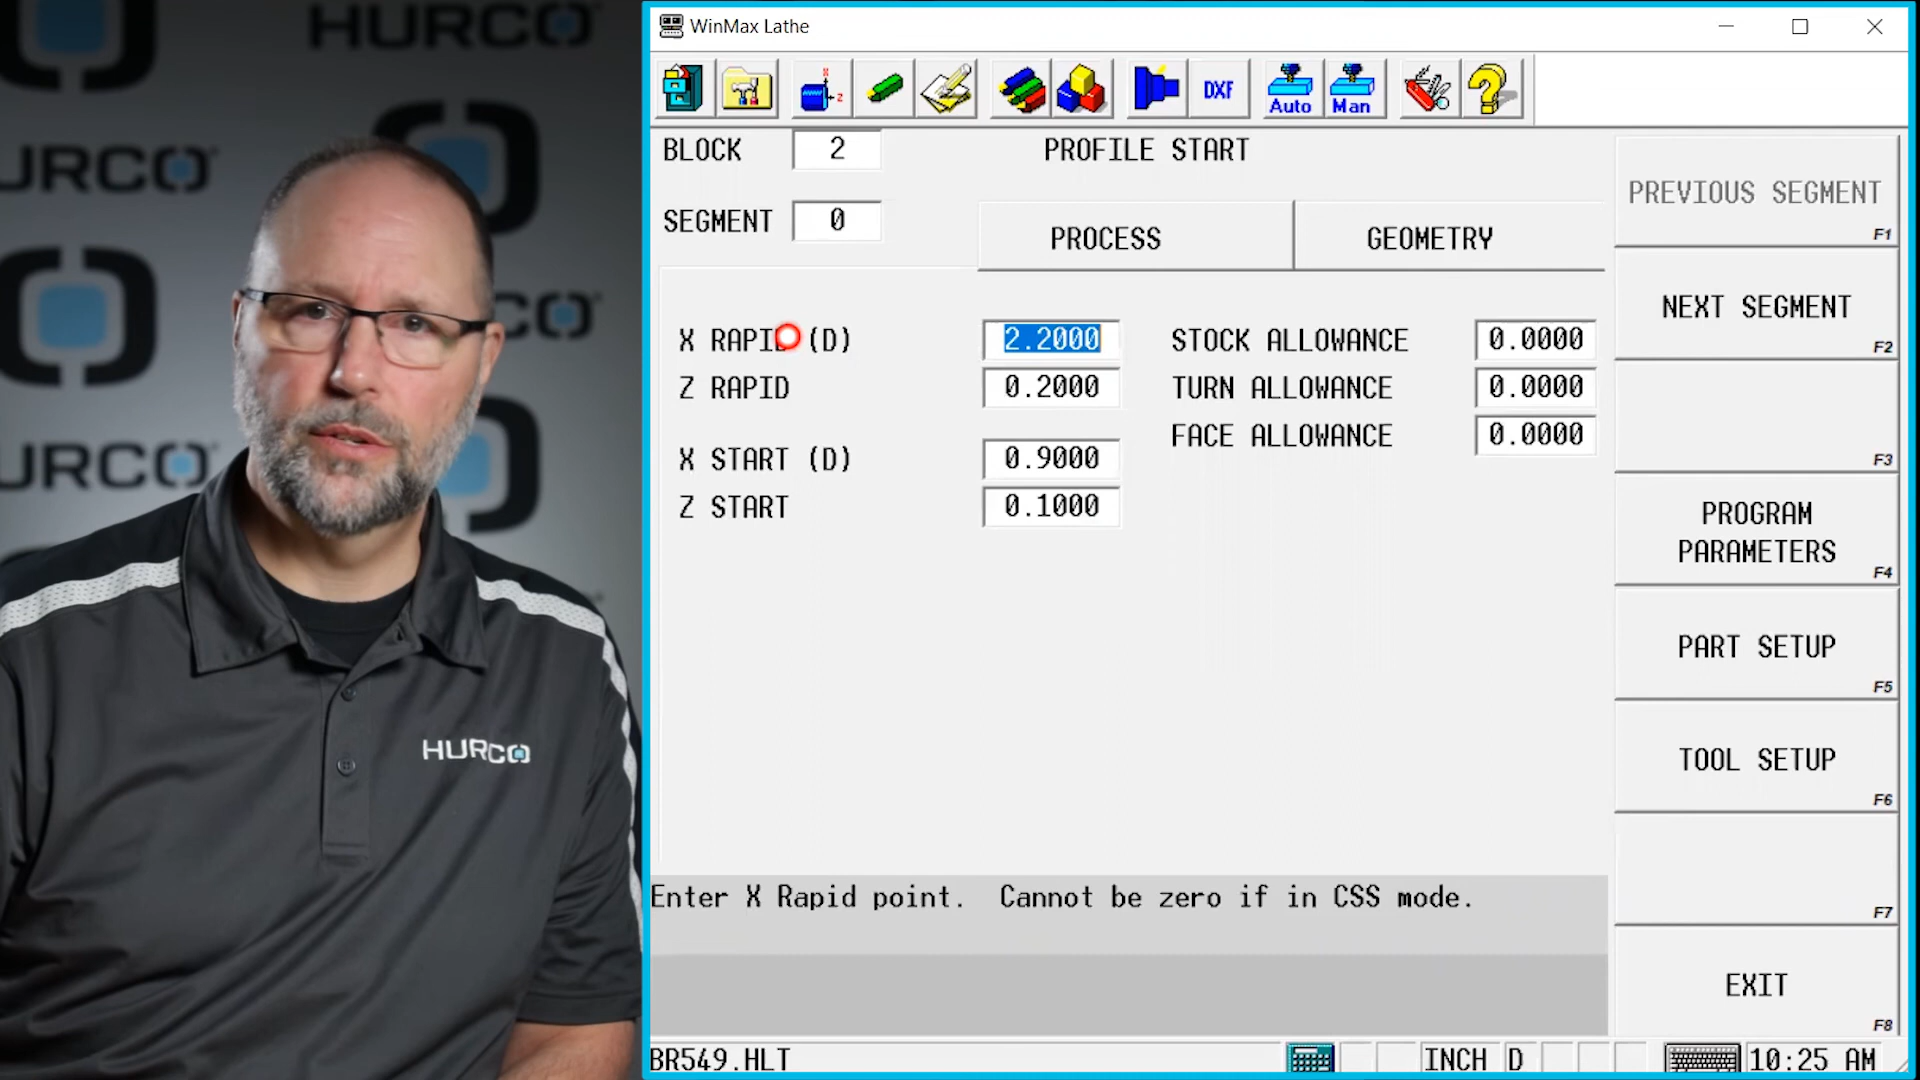 HURCO
URCO
URCO
CO
HURCO
WinMax Lathe
DXF
Auto
Man
BLOCK 2 PROFILE START
SEGMENT 0
PROCESS GEOMETRY
X RAPID (D) 2.2000 STOCK ALLOWANCE 0.0000
Z RAPID 0.2000 TURN ALLOWANCE 0.0000
FACE ALLOWANCE 0.0000
X START (D) 0.9000
Z START 0.1000
PREVIOUS SEGMENT
F1
NEXT SEGMENT
F2
F3
PROGRAM
PARAMETERS
F4
PART SETUP
F5
TOOL SETUP
F6
F7
EXIT
F8
Enter X Rapid point. Cannot be zero if in CSS mode.
BR549.HLT INCH D 10:25 AM